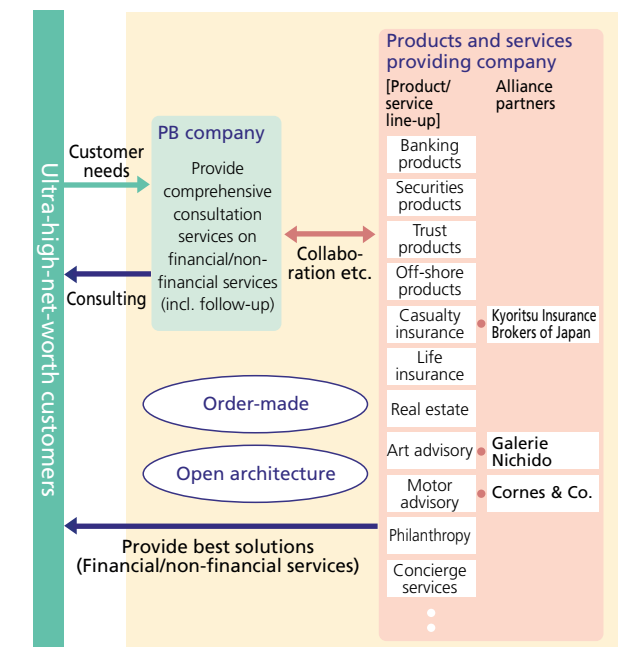 Ultra-high-net-worth customers
Customer
needs
Consulting
PB company
Provide
comprehensive
consultation
services on
financial/non-
financial services
(incl. follow-up)
Collabo-
ration etc.
Order-made
Open architecture
Provide best solutions
(Financial/non-financial services)
Products and services
providing company
[Product/
service
line-up]
Alliance
partners
Banking
products
Securities
products
Trust
products
Off-shore
products
Casualty
insurance
Kyoritsu Insurance
Brokers of Japan
Life
insurance
Real estate
Art advisory
Galerie
Nichido
Motor
advisory
Cornes & Co.
Philanthropy
Concierge
services